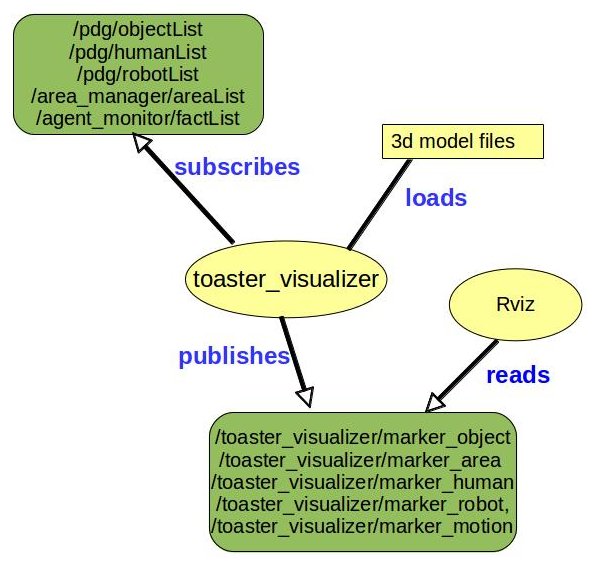 /pdg/objectList
/pdg/humanList
/pdg/robotList
/area_manager/areaList
/agent_monitor/factList
3d model files
subscribes
loads
toaster_visualizer
Rviz
publishes
reads
/toaster_visualizer/marker_object
/toaster_visualizer/marker_area
/toaster_visualizer/marker_human
/toaster_visualizer/marker_robot,
/toaster_visualizer/marker_motion